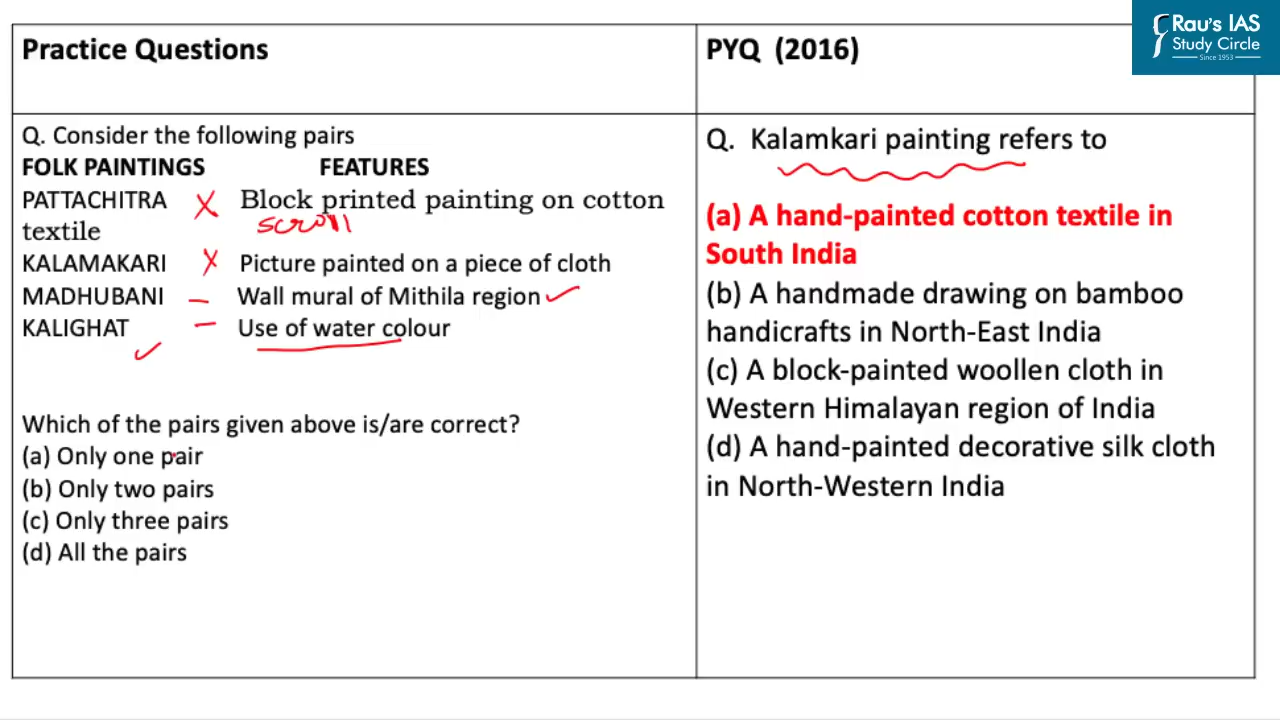 Rau's IAS
Study Circle
Since 1953
Practice Questions
Q. Consider the following pairs
FOLK PAINTINGS FEATURES
PATTACHITRA Block printed painting on cotton
scroll
textile
KALAMAKARI Picture painted on a piece of cloth
MADHUBANI Wall mural of Mithila region
KALIGHAT Use of water colour
Which of the pairs given above is/are correct?
(a) Only one pair
(b) Only two pairs
(c) Only three pairs
(d) All the pairs
PYQ (2016)
Q. Kalamkari painting refers to
(a) A hand-painted cotton textile in
South India
(b) A handmade drawing on bamboo
handicrafts in North-East India
(c) A block-painted woollen cloth in
Western Himalayan region of India
(d) A hand-painted decorative silk cloth
in North-Western India